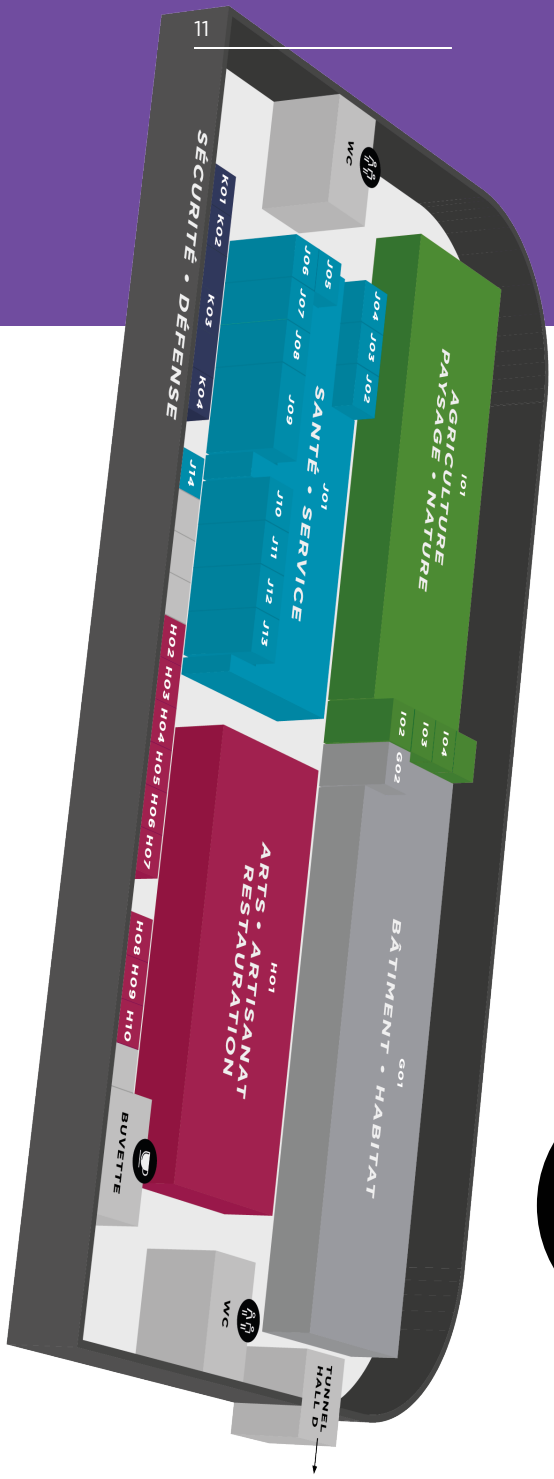 11
WC
SÉCURITÉ • DÉFENSE
K01
K02
K03
K04
J14
J06
J05
J07
J08
J09
J04
J03
J02
J01
SANTÉ • SERVICE
J10
J11
J12
J13
I01
AGRICULTURE
PAYSAGE • NATURE
I02
I03
I04
G02
H02
H03
H04
H05
H06
H07
H08
H09
H10
H01
ARTS • ARTISANAT
RESTAURATION
G01
BÂTIMENT • HABITAT
BUVETTE
WC
TUNNEL
HALL D